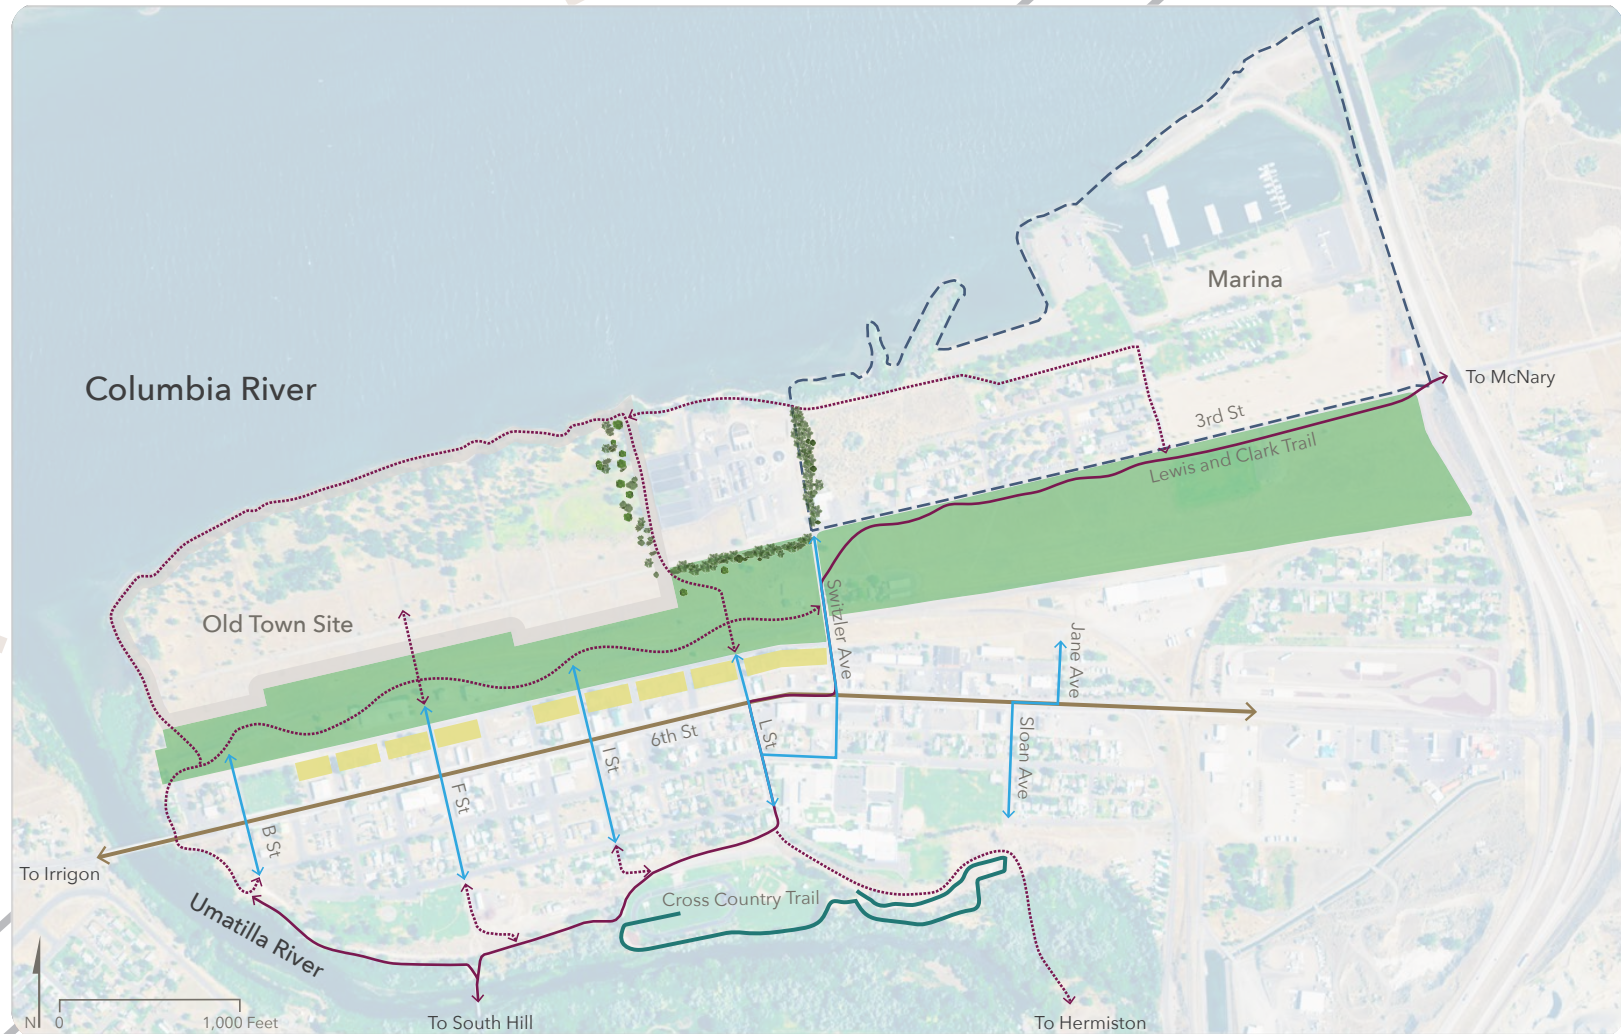 Marina
To McNary
Columbia River
3rd St
Lewis and Clark Trail
Old Town Site
Switzler Ave
Jane Ave
6th St
L St
I St
Sloan Ave
F St
B St
To Irrigon
Cross Country Trail
Umatilla River
N
0
1,000 Feet
To South Hill
To Hermiston